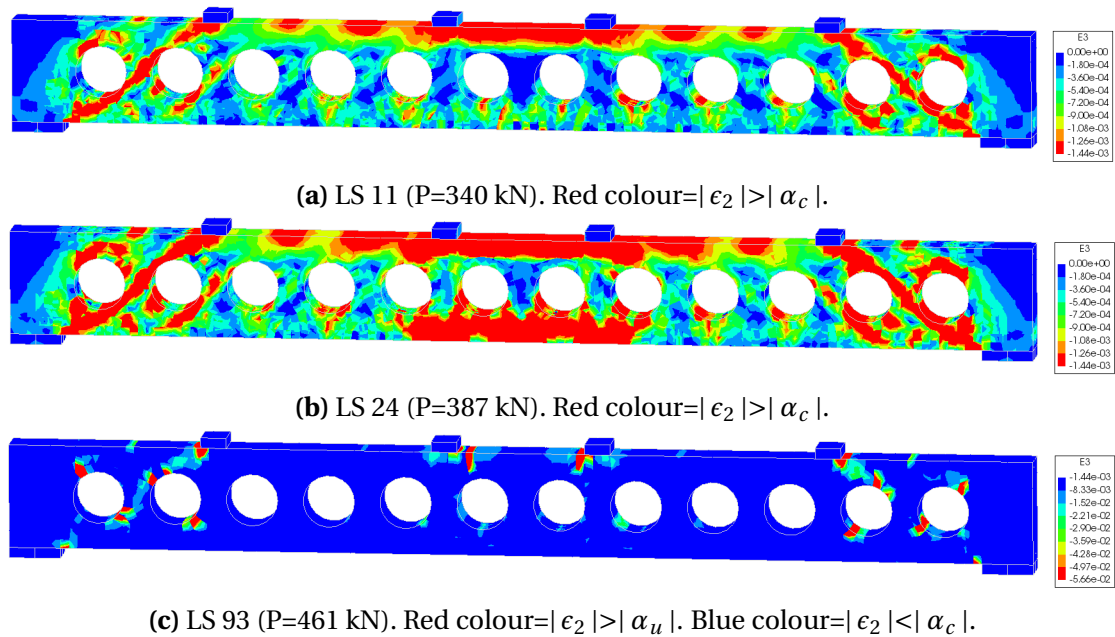 E3
0.00e+00
-1.80e-04
-3.60e-04
-5.40e-04
-7.20e-04
-9.00e-04
-1.08e-03
-1.26e-03
-1.44e-03
(a) LS 11 (P=340 kN). Red colour=| ϵ₂ |>| α_c |.
E3
0.00e+00
-1.80e-04
-3.60e-04
-5.40e-04
-7.20e-04
-9.00e-04
-1.08e-03
-1.26e-03
-1.44e-03
(b) LS 24 (P=387 kN). Red colour=| ϵ₂ |>| α_c |.
E3
-1.44e-03
-8.33e-03
-1.52e-02
-2.21e-02
-2.90e-02
-3.59e-02
-4.28e-02
-4.97e-02
-5.66e-02
(c) LS 93 (P=461 kN). Red colour=| ϵ₂ |>| α_u |. Blue colour=| ϵ₂ |<| α_c |.